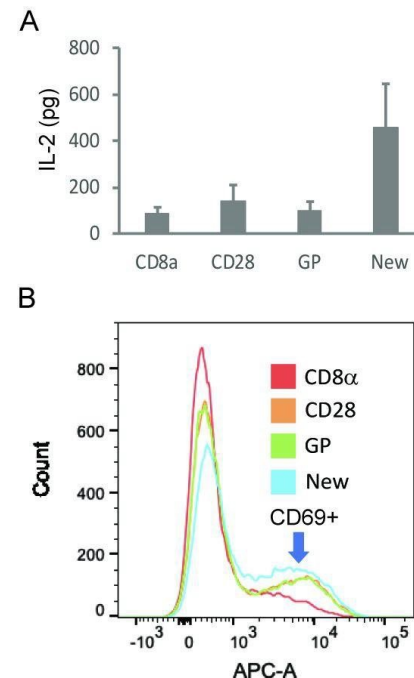 A
IL-2 (pg)
800
600
400
200
0
CD8a CD28 GP New
B
Count
800
600
400
200
0
CD8α
CD28
GP
New
CD69+
-10³ 0 10³ 10⁴ 10⁵
APC-A